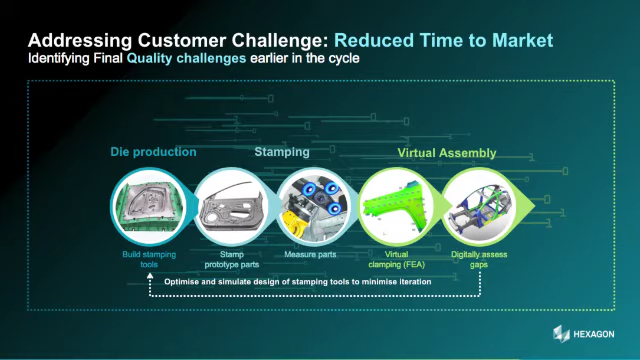 Addressing Customer Challenge: Reduced Time to Market
Identifying Final Quality challenges earlier in the cycle
Die production
Stamping
Virtual Assembly
Build stamping
tools
Stamp
prototype parts
Measure parts
Virtual
clamping (FEA)
Digitally assess
gaps
Optimise and simulate design of stamping tools to minimise iteration
HEXAGON